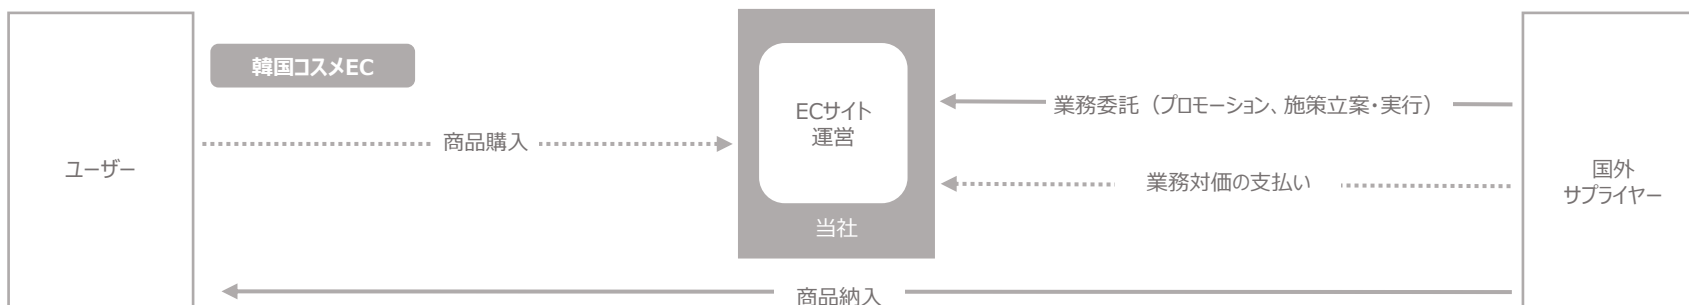 韓国コスメEC
ユーザー
商品購入
ECサイト
運営
当社
業務委託（プロモーション、施策立案・実行）
業務対価の支払い
国外
サプライヤー
商品納入